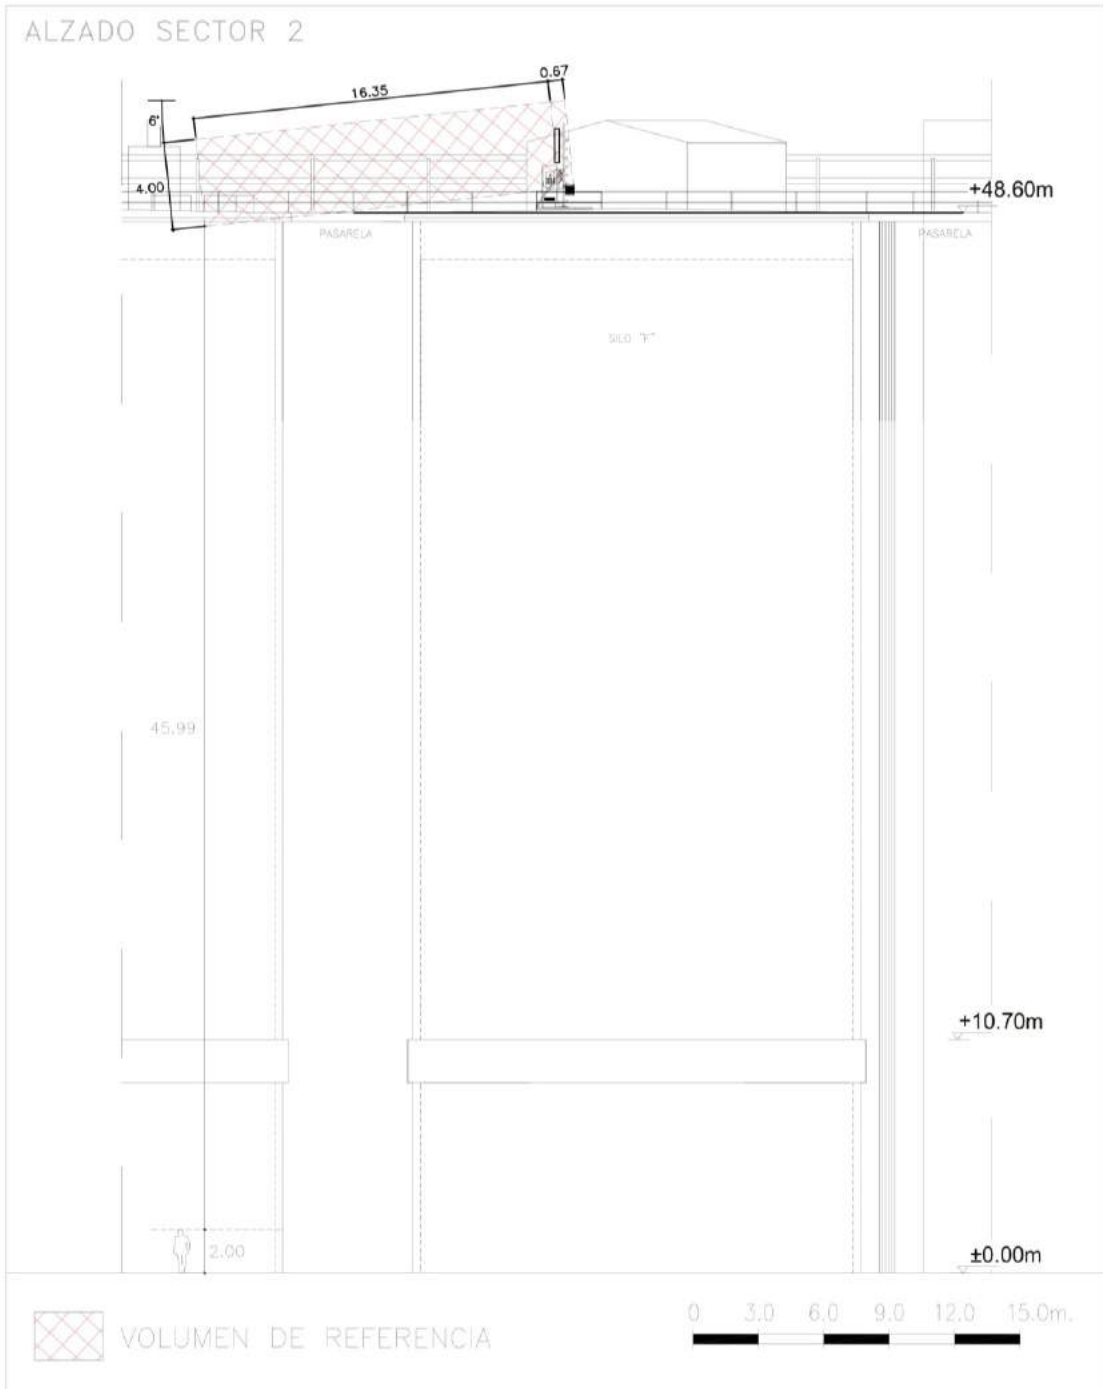 ALZADO SECTOR 2
0.67
16.35
6°
4.00
+48.60m
PASARELA
PASARELA
SILO "F"
45.99
+10.70m
2.00
±0.00m
0 3.0 6.0 9.0 12.0 15.0m.
VOLUMEN DE REFERENCIA